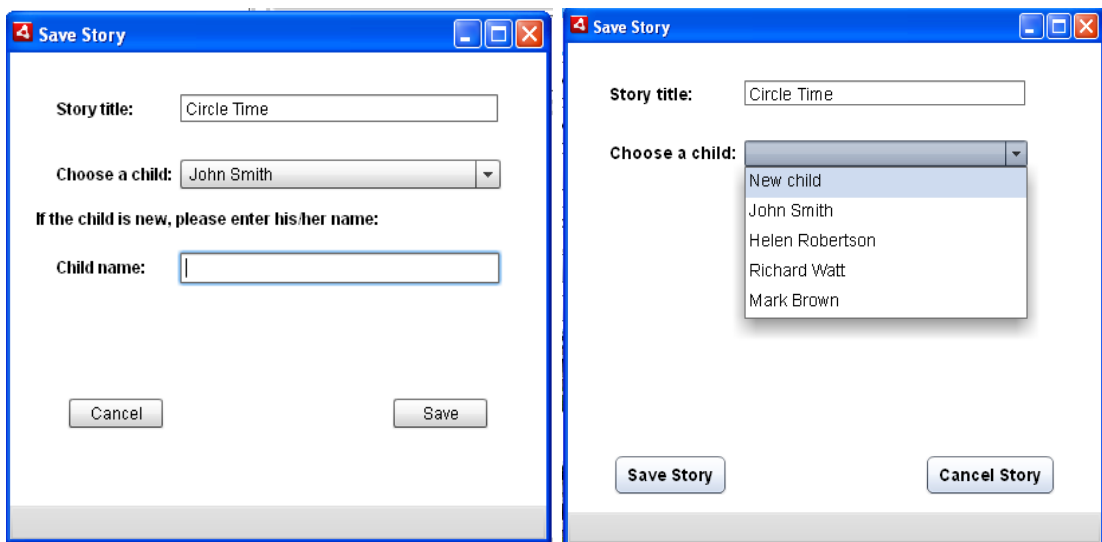 Save Story
Story title: Circle Time
Choose a child: John Smith
If the child is new, please enter his/her name:
Child name:
Cancel Save
Save Story
Story title: Circle Time
Choose a child:
New child
John Smith
Helen Robertson
Richard Watt
Mark Brown
Save Story Cancel Story